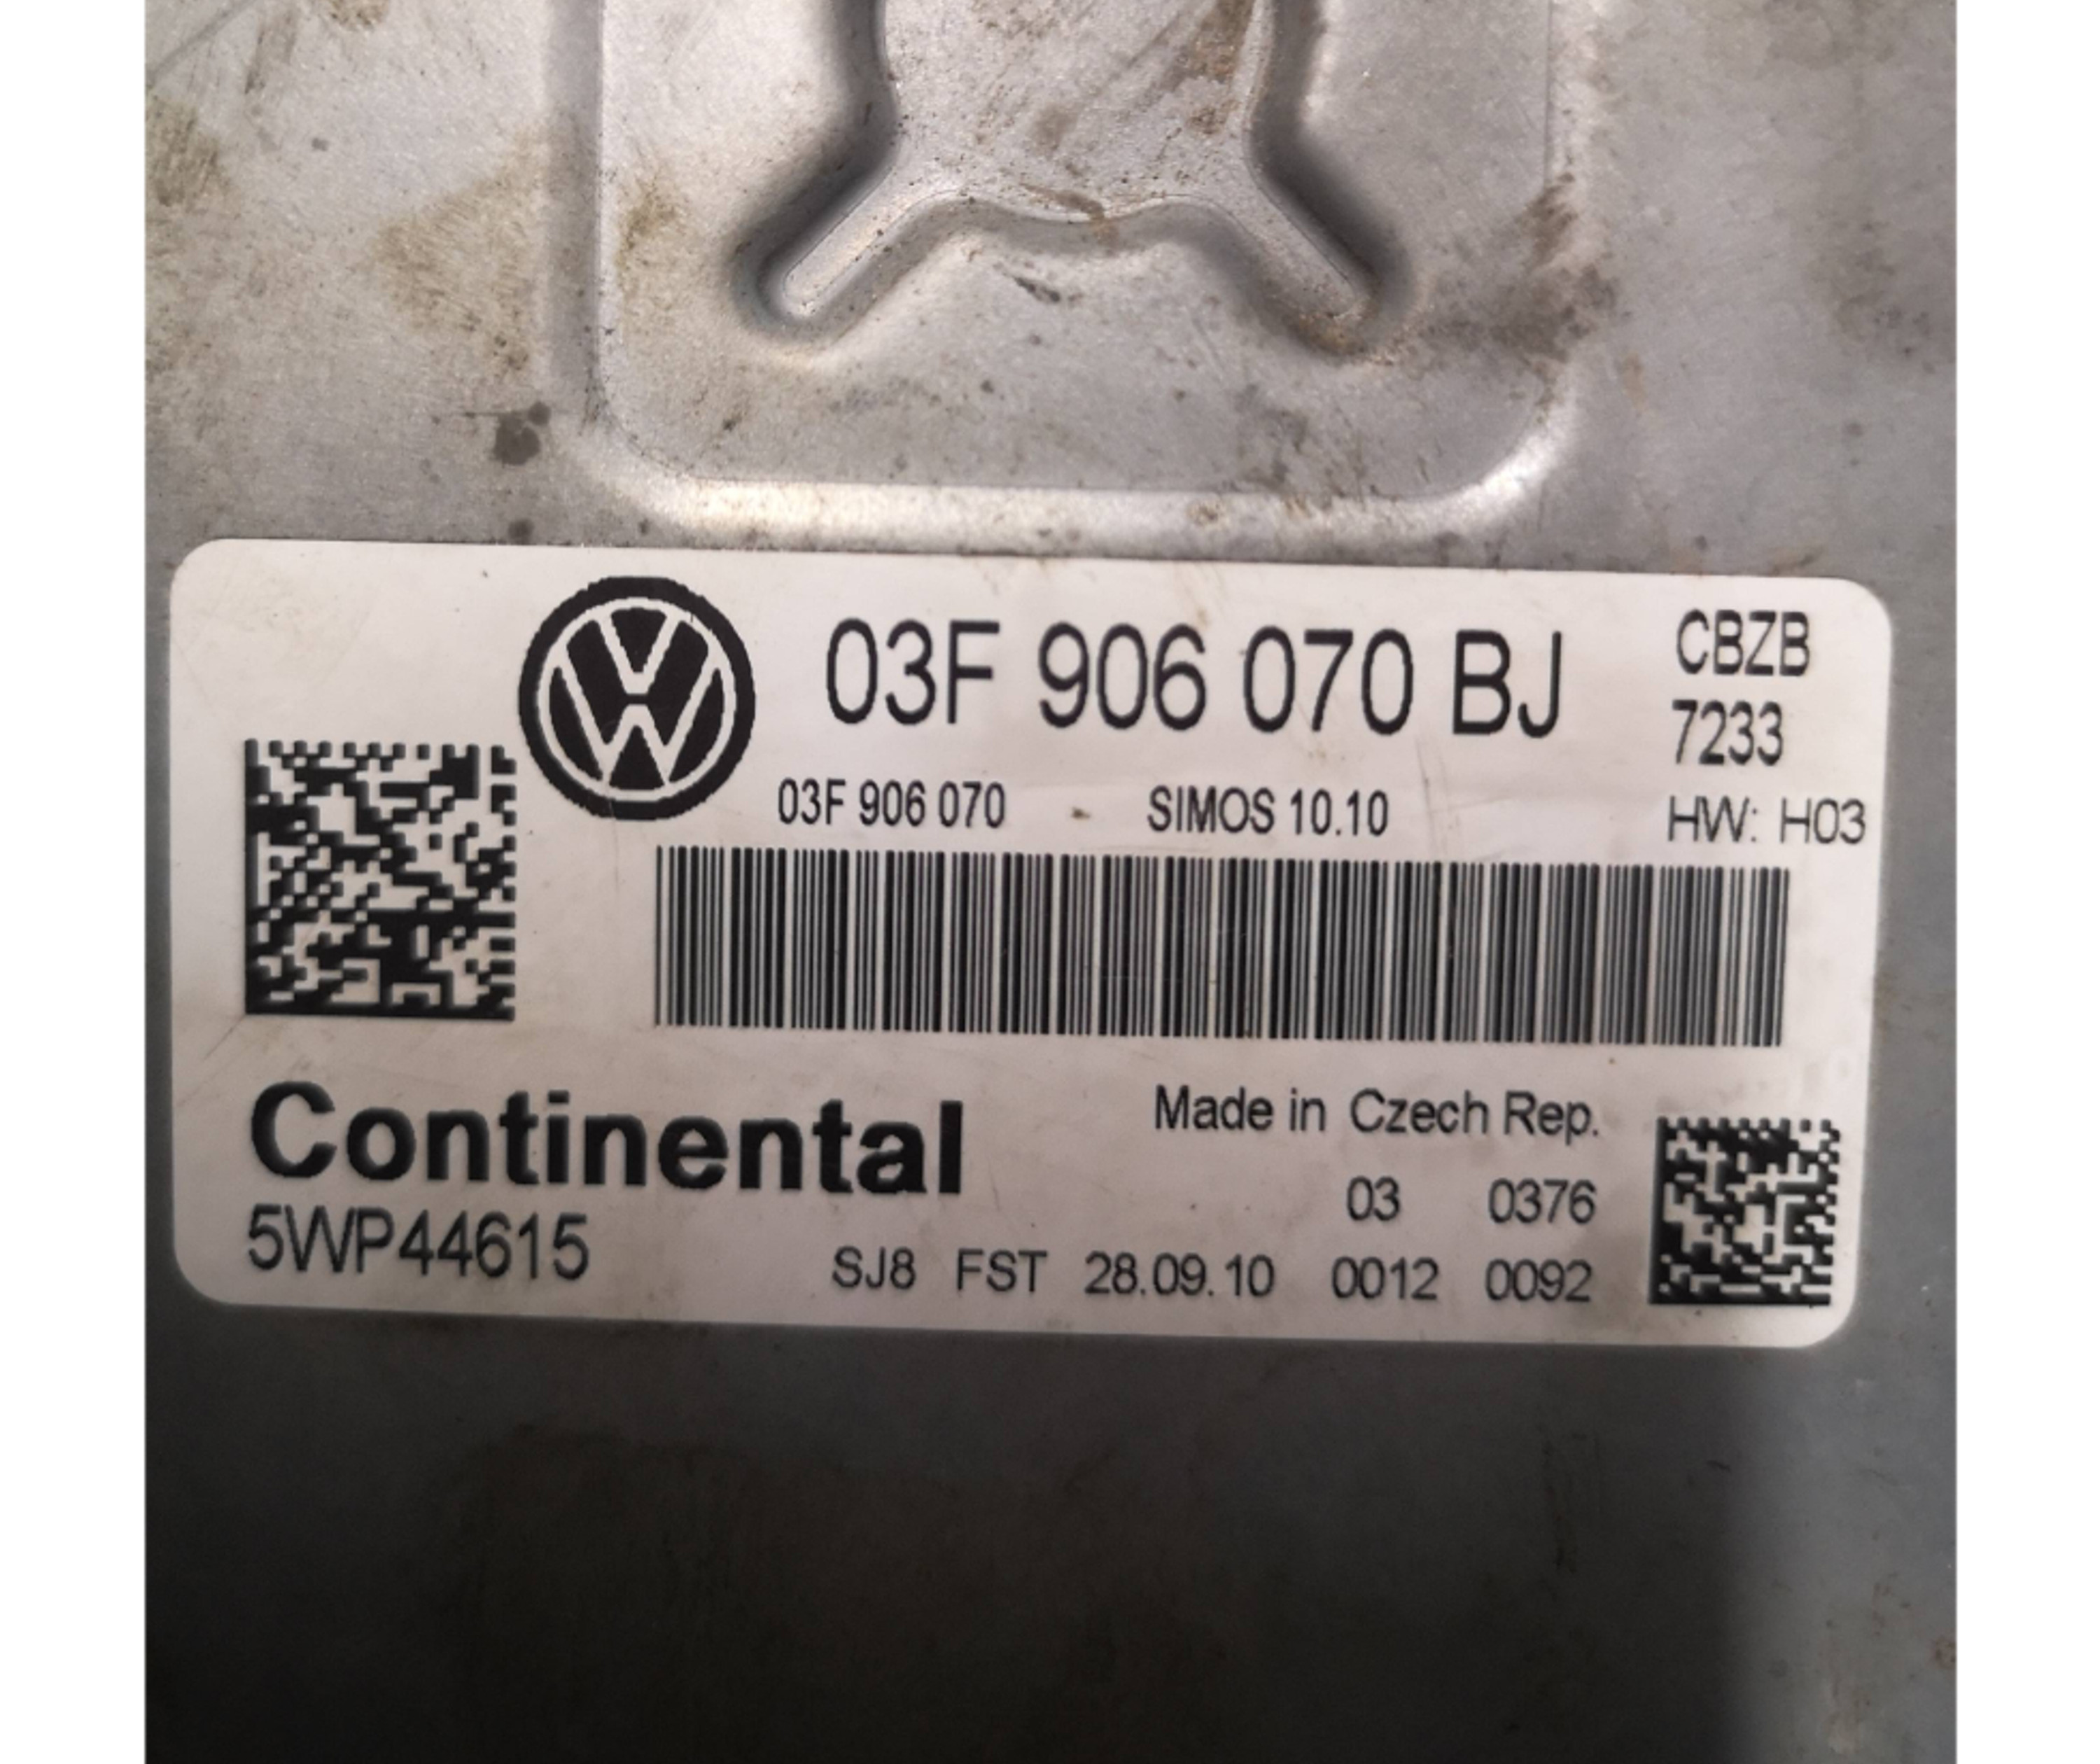 03F 906 070 BJ
CBZB
7233
03F 906 070 - SIMOS 10.10
HW: H03
Continental
Made in Czech Rep.
03 0376
5WP44615
SJ8 FST 28.09.10 0012 0092